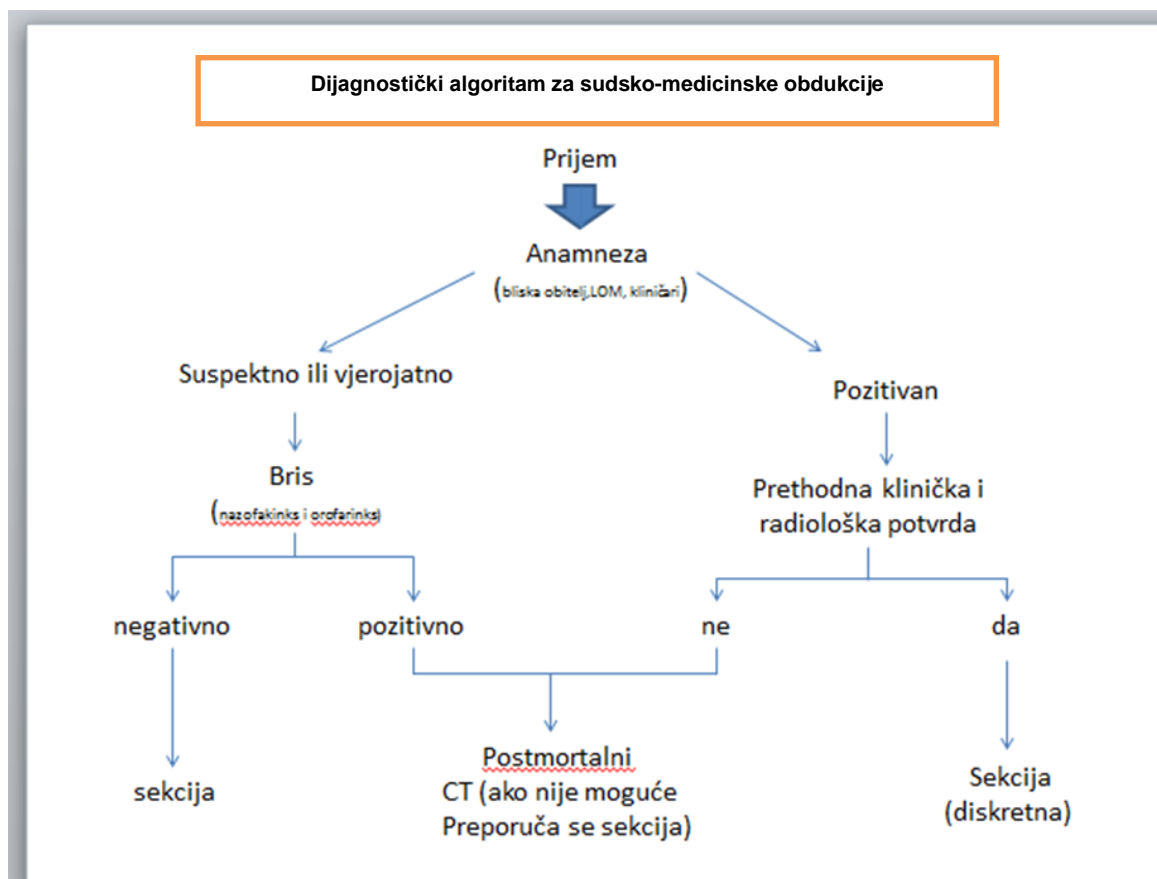 Dijagnostički algoritam za sudsko-medicinske obdukcije
Prijem
Anamneza
(bliska obitelj,LOM, kliničari)
Suspektno ili vjerojatno
Pozitivan
Bris
(nazofakinks i orofarinks)
Prethodna klinička i
radiološka potvrda
negativno
pozitivno
ne
da
sekcija
Postmortalni
CT (ako nije moguće
Preporuča se sekcija)
Sekcija
(diskretna)